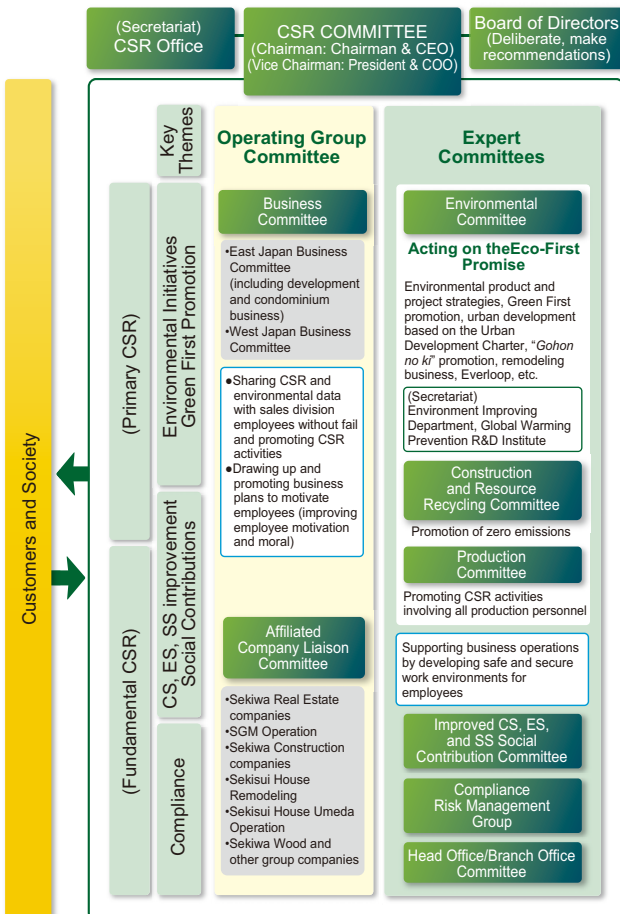 (Secretariat)
CSR Office
CSR COMMITTEE
(Chairman: Chairman & CEO)
(Vice Chairman: President & COO)
Board of Directors
(Deliberate, make
recommendations)
Customers and Society
(Primary CSR)
(Fundamental CSR)
Key
Themes
Environmental Initiatives
Green First Promotion
CS, ES, SS improvement
Social Contributions
Compliance
Operating Group
Committee
Business
Committee
•East Japan Business
Committee
(including development
and condominium
business)
•West Japan Business
Committee
●Sharing CSR and
environmental data
with sales division
employees without fail
and promoting CSR
activities
●Drawing up and
promoting business
plans to motivate
employees (improving
employee motivation
and moral)
Affiliated
Company Liaison
Committee
•Sekiwa Real Estate
companies
•SGM Operation
•Sekiwa Construction
companies
•Sekisui House
Remodeling
•Sekisui House Umeda
Operation
•Sekiwa Wood and
other group companies
Expert
Committees
Environmental
Committee
Acting on theEco-First
Promise
Environmental product and
project strategies, Green First
promotion, urban development
based on the Urban
Development Charter, “Gohon
no ki” promotion, remodeling
business, Everloop, etc.
(Secretariat)
Environment Improving
Department, Global Warming
Prevention R&D Institute
Construction
and Resource
Recycling Committee
Promotion of zero emissions
Production
Committee
Promoting CSR activities
involving all production personnel
Supporting business operations
by developing safe and secure
work environments for
employees
Improved CS, ES,
and SS Social
Contribution Committee
Compliance
Risk Management
Group
Head Office/Branch Office
Committee